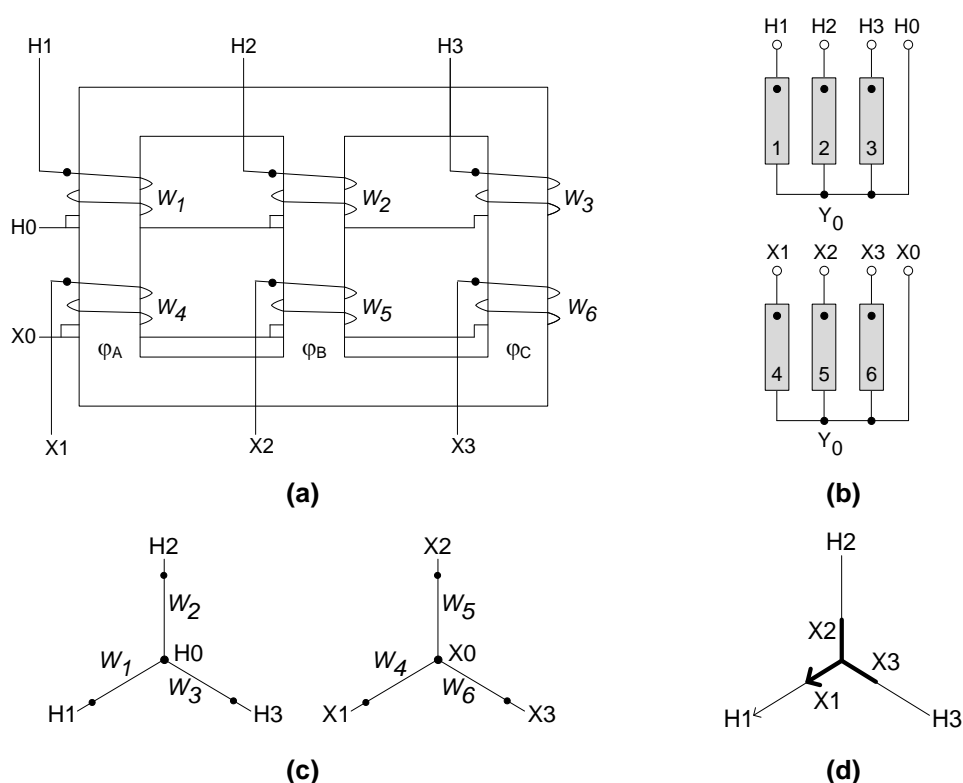 H1 H2 H3
W1 W2 W3
H0
W4 W5 W6
X0
φA φB φC
X1 X2 X3
(a)
H1 H2 H3 H0
1 2 3
Y0
X1 X2 X3 X0
4 5 6
Y0
(b)
H2
W2
H0
W1
W3
H1 H3
X2
W5
X0
W4
W6
X1 X3
(c)
H2
X2
X3
X1
H1
H3
(d)